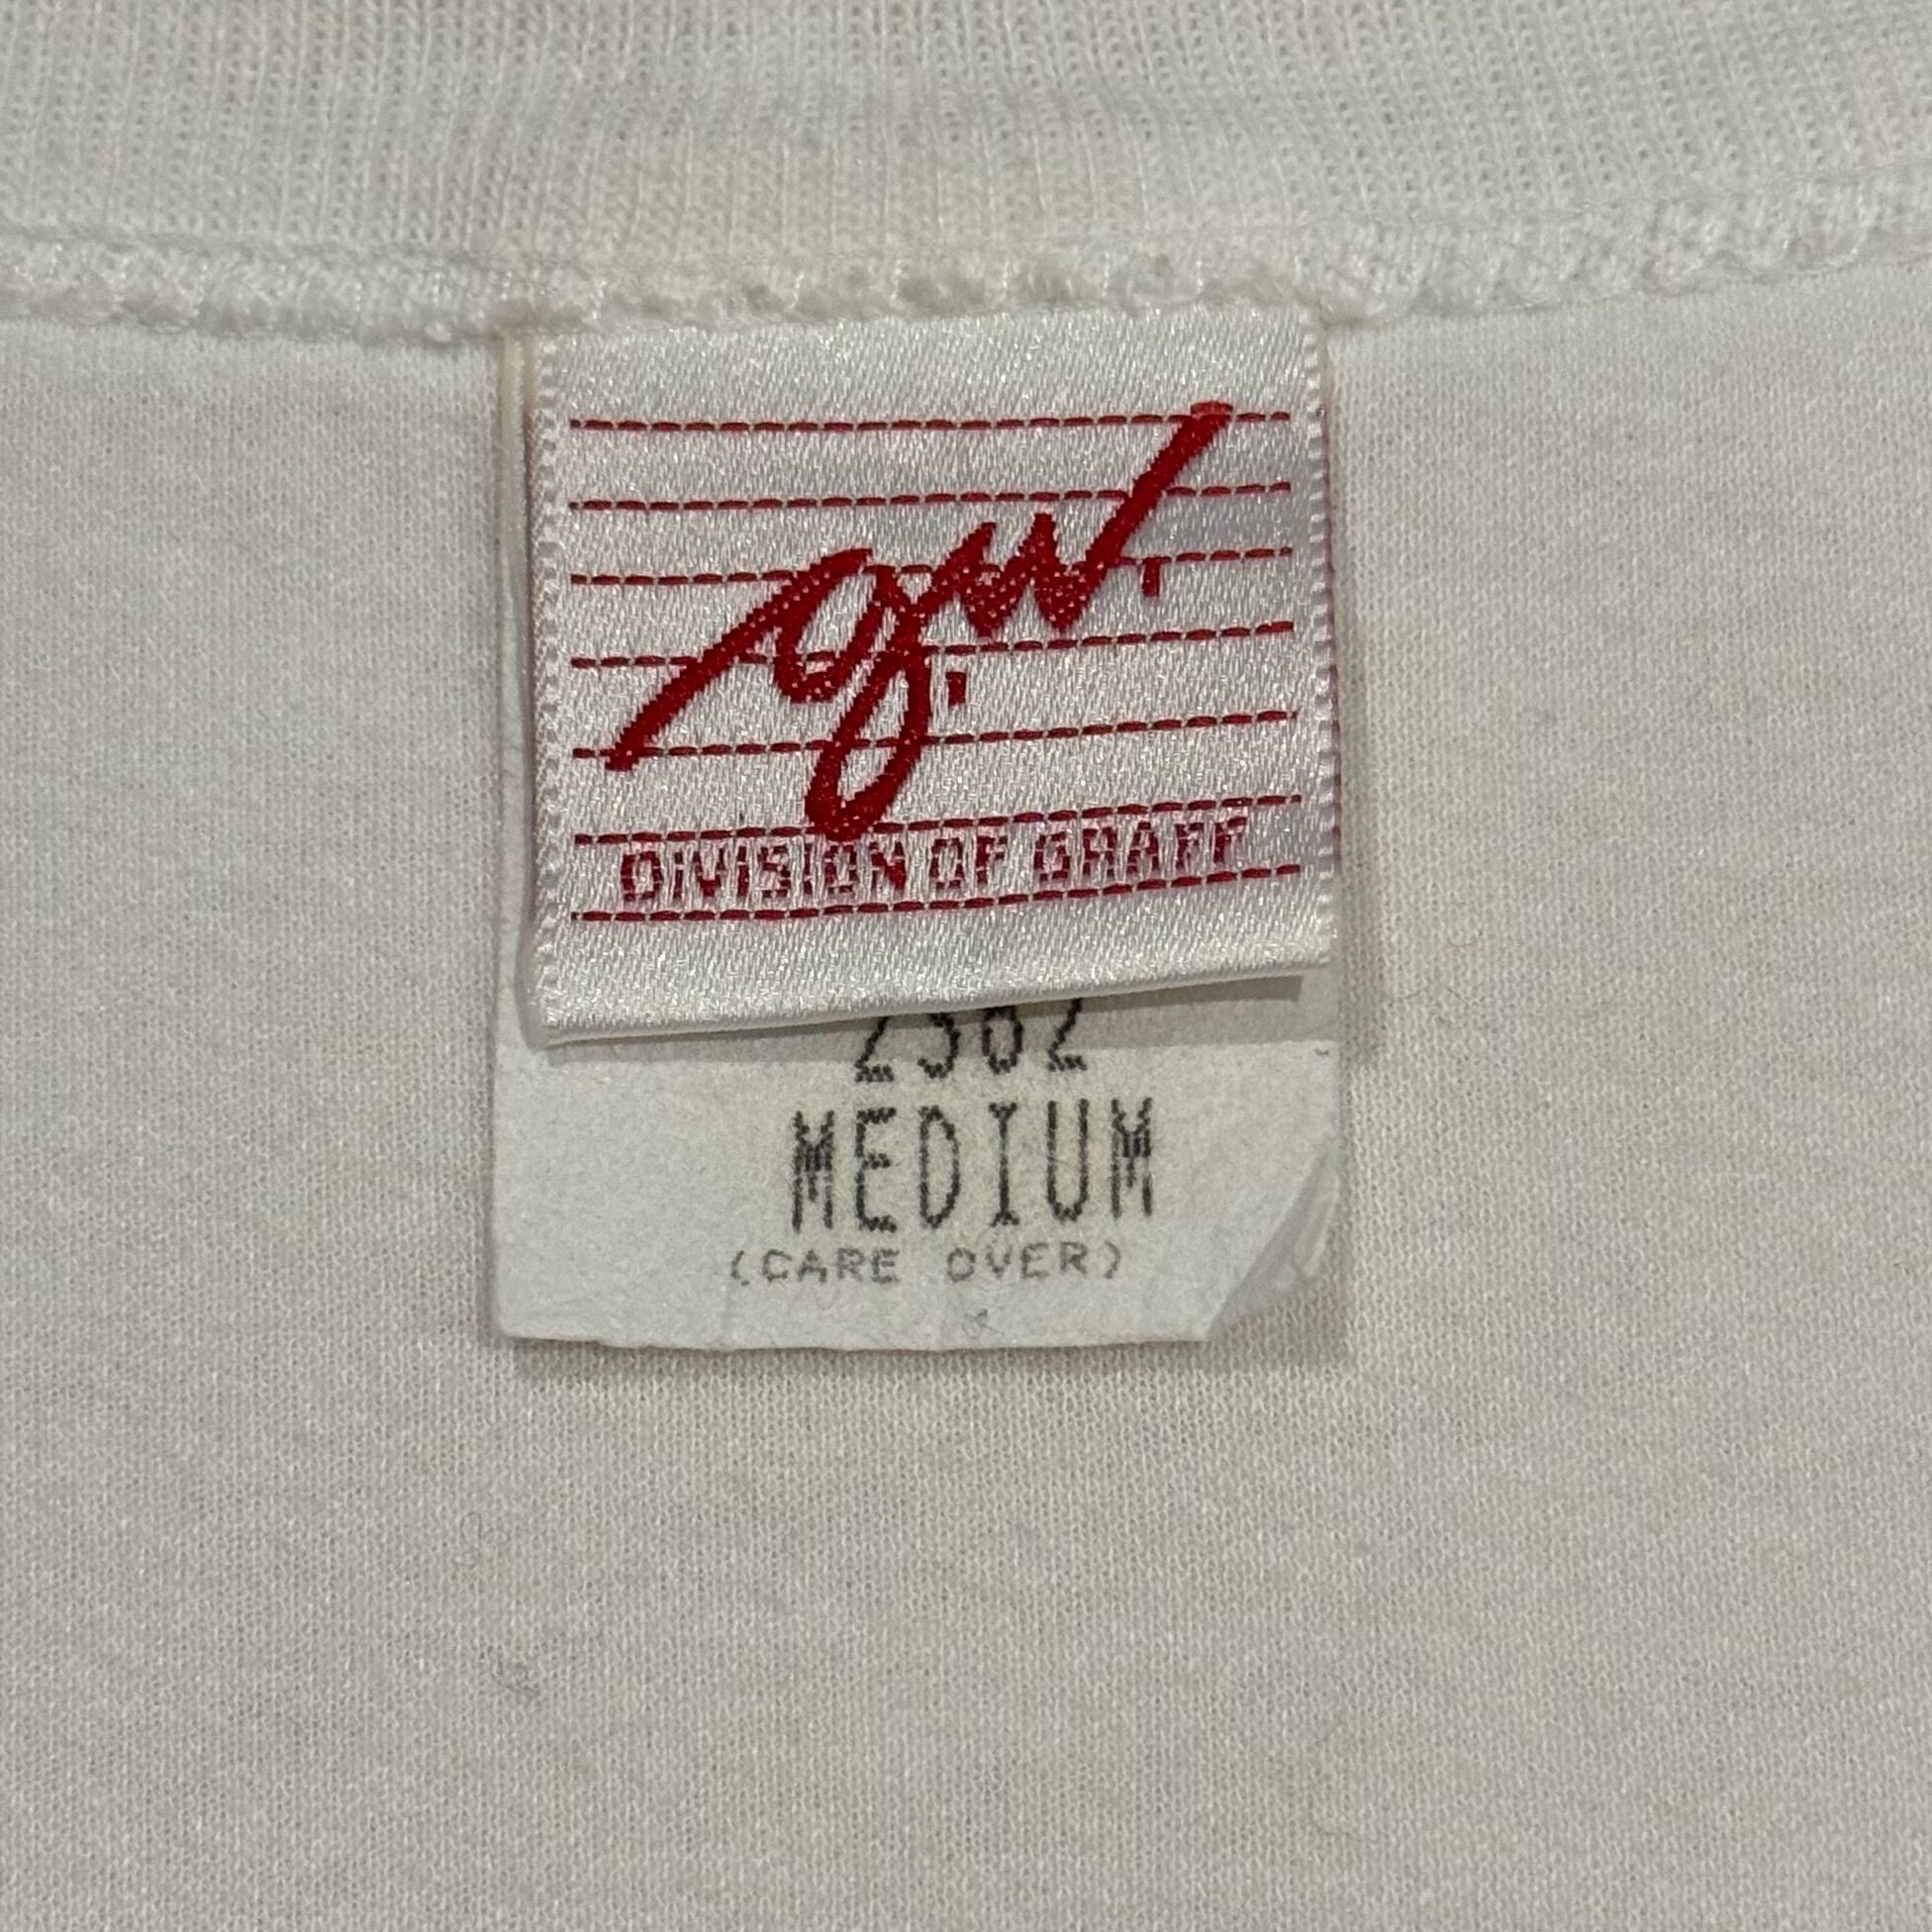 g.w.
DIVISION OF GRAFF
MEDIUM
(CARE OVER)